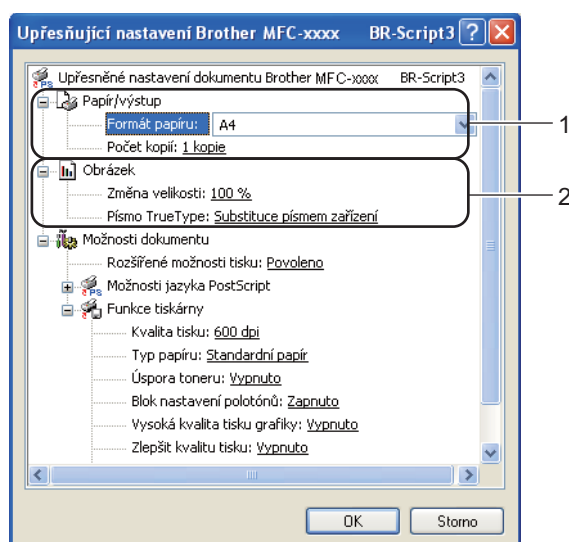 Upřesňující nastavení Brother MFC-xxxx BR-Script3
Upřesněné nastavení dokumentu Brother MFC-xxxx BR-Script3
Papír/výstup
Formát papíru: A4
1
Počet kopií: 1 kopie
Obrázek
Změna velikosti: 100 %
2
Písmo TrueType: Substituce písmem zařízení
Možnosti dokumentu
Rozšířené možnosti tisku: Povoleno
Možnosti jazyka PostScript
Funkce tiskárny
Kvalita tisku: 600 dpi
Typ papíru: Standardní papír
Úspora toneru: Vypnuto
Blok nastavení polotónů: Zapnuto
Vysoká kvalita tisku grafiky: Vypnuto
Zlepšit kvalitu tisku: Vypnuto
OK Storno